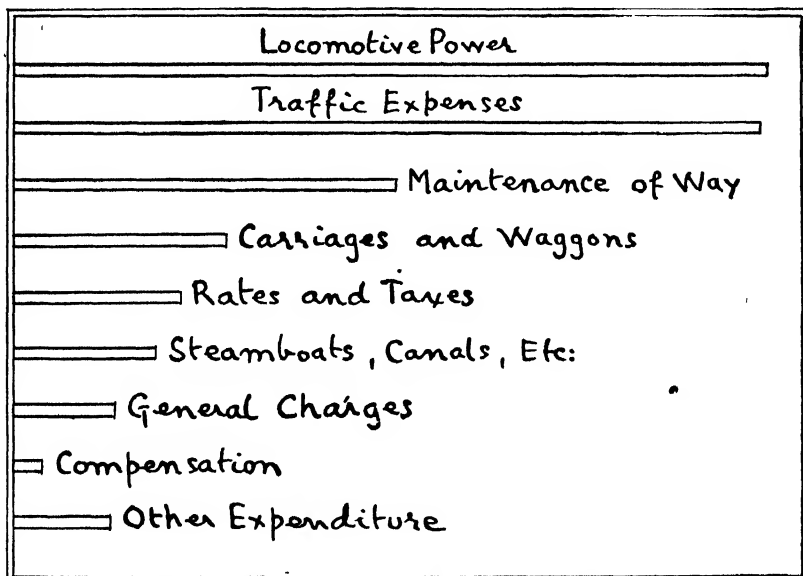 Locomotive Power
Traffic Expenses
Maintenance of Way
Carriages and Waggons
Rates and Taxes
Steamboats, Canals, Etc:
General Charges
Compensation
Other Expenditure